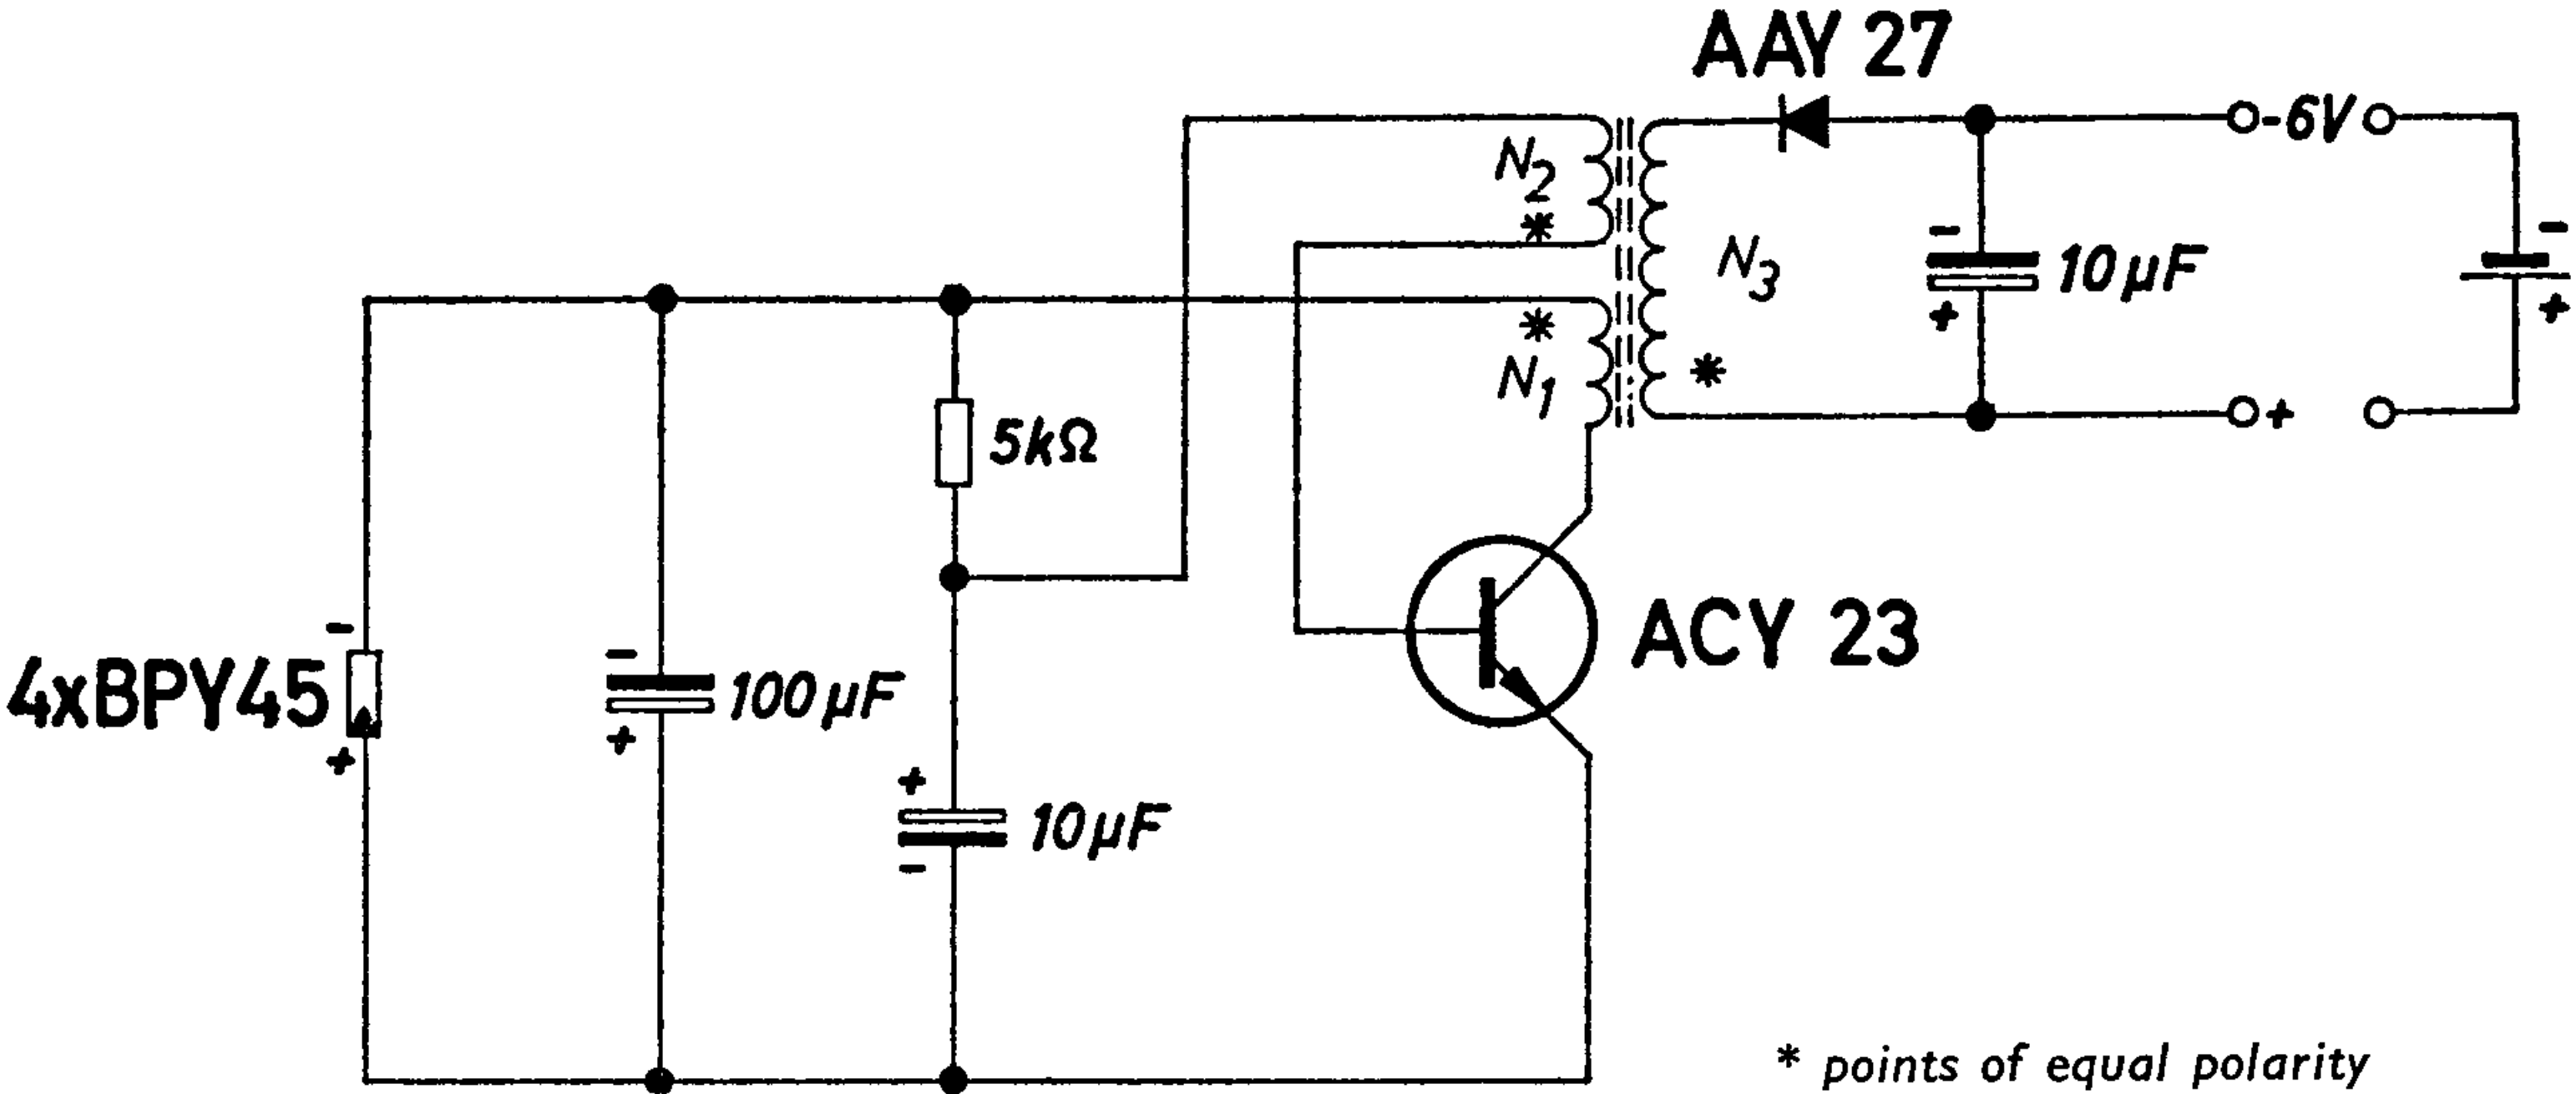 AAY 27
-6V
N2
*
-
N3
10µF
-
+
*
N1
*
+
+
5kΩ
-
4xBPY45
+
-
100µF
+
ACY 23
+
10µF
-
* points of equal polarity